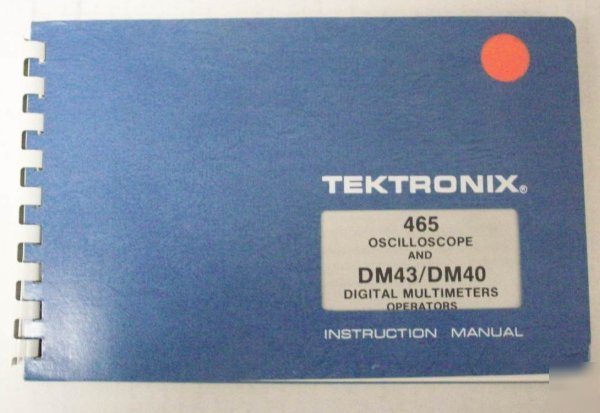 TEKTRONIX®
465
OSCILLOSCOPE
AND
DM43/DM40
DIGITAL MULTIMETERS
OPERATORS
INSTRUCTION MANUAL